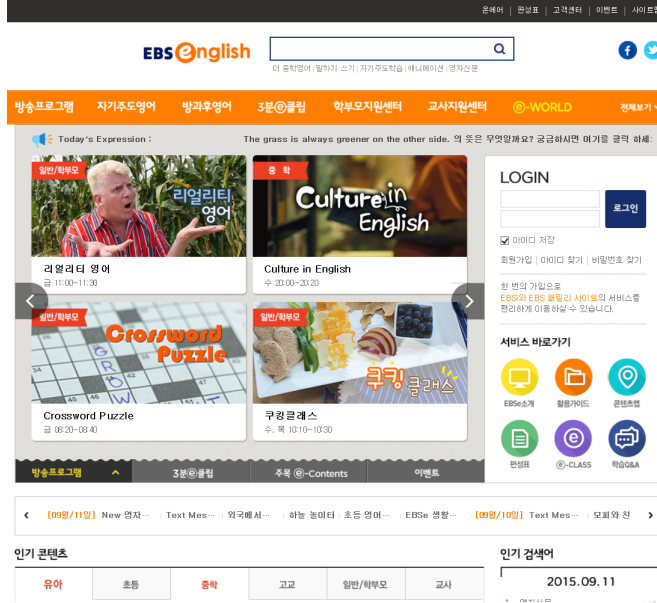 온에어 | 편성표 | 고객센터 | 이벤트 | 사이트맵
EBS English
더 중학영어 | 말하기 쓰기 | 자기주도학습 | 애니메이션 | 영자신문
방송프로그램 자기주도영어 방과후영어 3분ⓔ클립 학부모지원센터 교사지원센터 ⓔ-WORLD 전체보기
Today's Expression : The grass is always greener on the other side. 의 뜻은 무엇일까요? 궁금하시면 여기를 클릭 하세
일반/학부모
리얼리티
영어
리얼리티 영어
금 11:00~11:30
중 학
Culture in
English
Culture in English
수 20:00~20:20
일반/학부모
Crossword
Puzzle
34
44
45
46
42
GROW
Crossword Puzzle
금 08:20~08:40
일반/학부모
쿠킹클래스
쿠킹클래스
수, 목 10:10~10:30
방송프로그램 3분ⓔ클립 주목 ⓔ-Contents 이벤트
LOGIN
로그인
아이디 저장
회원가입 | 아이디 찾기 | 비밀번호 찾기
한 번의 가입으로
EBSi와 EBS 패밀리 사이트의 서비스를
편리하게 이용하실 수 있습니다.
서비스 바로가기
EBSe소개 활용가이드 콘텐츠맵
편성표 ⓔ-CLASS 학습Q&A
[09월/11일] New 영자… Text Mes… 외국에서… 하늘 놀이터 초등 영어… EBSe 생활… [09월/10일] Text Mes… 모피와 친
인기 콘텐츠
유아 초등 중학 고교 일반/학부모 교사
인기 검색어
2015.09.11